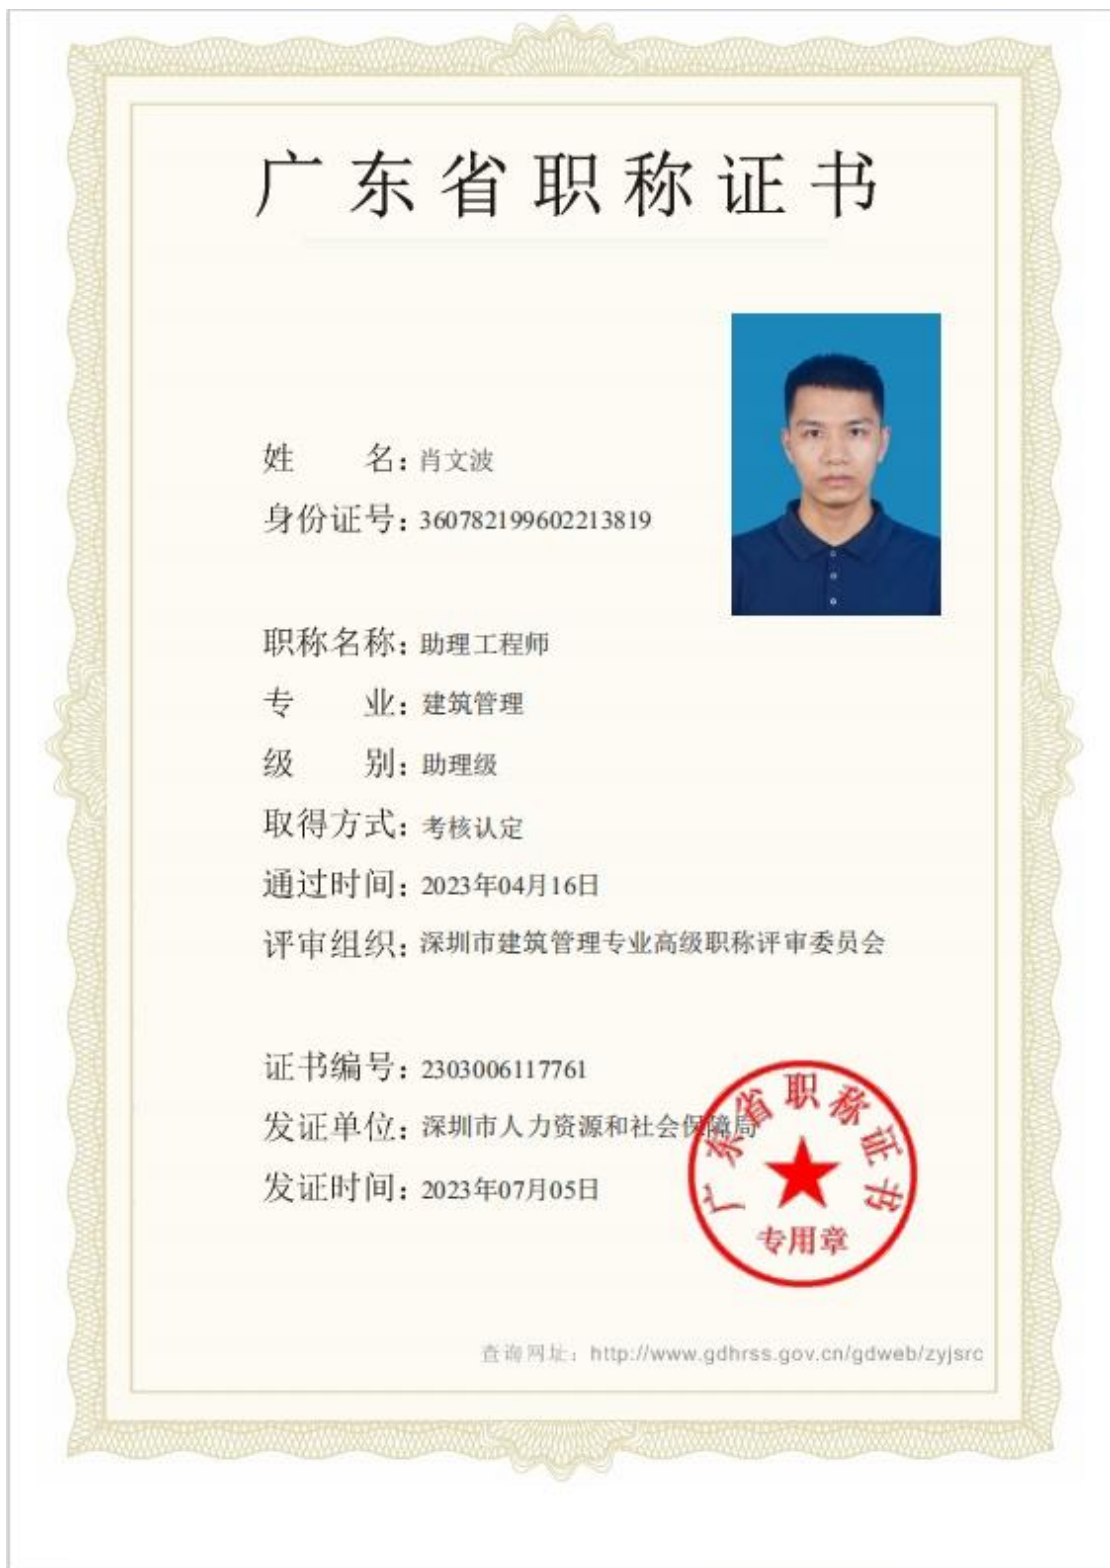 广东省职称证书
姓名：肖文波
身份证号：360782199602213819
职称名称：助理工程师
专业：建筑管理
级别：助理级
取得方式：考核认定
通过时间：2023年04月16日
评审组织：深圳市建筑管理专业高级职称评审委员会
证书编号：2303006117761
发证单位：深圳市人力资源和社会保障局
发证时间：2023年07月05日
广东省职称证书
专用章
查询网址：http://www.gdhrss.gov.cn/gdweb/zyjsrc